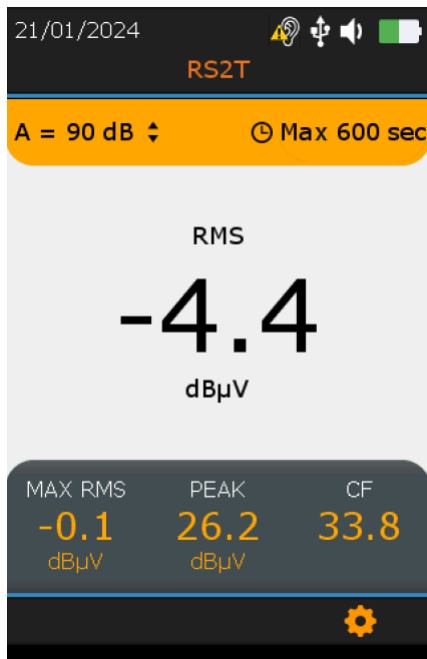 21/01/2024
RS2T
A = 90 dB Max 600 sec
RMS
-4.4
dBµV
MAX RMS PEAK CF
-0.1 26.2 33.8
dBµV dBµV